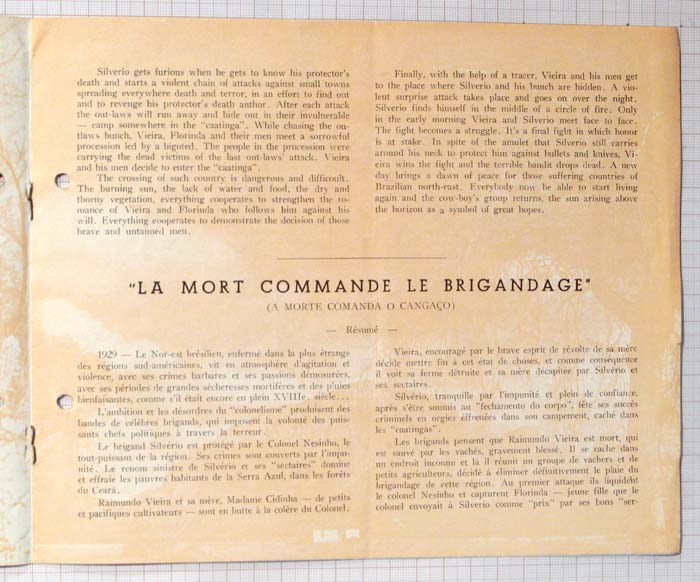 Silverio gets furious when he gets to know his protector's
death and starts a violent chain of attacks against small towns
spreading everywhere death and terror, in an effort to find out
and to revenge his protector's death author. After each attack
the out-laws will run away and hide out in their invulnerable
— camp somewhere in the "caatinga". While chasing the out-
laws bunch, Vieira, Florinda and their men meet a sorrowful
procession led by a bigoted. The people in the procession were
carrying the dead victims of the last out-laws' attack. Vieira
and his men decide to enter the "caatinga".
The crossing of such country is dangerous and difficoult.
The burning sun, the lack of water and food, the dry and
thorny vegetation, everything cooperates to strengthen the ro-
mance of Vieira and Florinda who follows him against his
will. Everything cooperates to demonstrate the decision of those
brave and untained men.
Finally, with the help of a tracer, Vieira and his men get
to the place where Silverio and his bunch are hidden. A vio-
lent surprise attack takes place and goes on over the night.
Silverio finds himself in the middle of a circle of fire. Only
in the early morning Vieira and Silverio meet face to face.
The fight becomes a struggle. It's a final fight in which honor
is at stake. In spite of the amulet that Silverio still carries
around his neck to protect him against bullets and knives, Vi-
eira wins the fight and the terrible bandit drops dead. A new
day brings a dawn of peace for those suffering countries of
Brazilian north-east. Everybody now be able to start living
again and the cow-boy's group returns, the sun arising above
the horizon as a symbol of great hopes.
"LA MORT COMMANDE LE BRIGANDAGE"
(A MORTE COMANDA O CANGAÇO)
— Résumé —
1929 — Le Nor-est brésilien, enfermé dans la plus étrange
des régions sud-américaines, vit en atmosphère d'agitation et
violence, avec ses crimes barbares et ses passions démosurées,
avec ses périodes de grandes sécheresses mortifères et des pluies
bienfaisantes, comme s'il était encore en plein XVIIIe. siècle...
L'ambition et les désordres du "colonelisme" produisent des
bandes de célèbres brigands, qui imposent la volonté des puis-
sants chefs politiques à travers la terreur.
Le brigand Silvério est protégé par le Colonel Nesinho, le
tout-puissant de la région. Ses crimes sont couverts par l'impu-
nité. Le renom sinistre de Silvério et ses "sectaires" domine
et effraie les pauvres habitants de la Serra Azul, dans les forêts
du Ceará.
Raimundo Vieira et sa mère, Madame Cidinha — de petits
et pacifiques cultivateurs — sont en butte à la colère du Colonel.
Vieira, encouragé par le brave esprit de révolte de sa mère
décide mettre fin à cet état de choses, et comme conséquence
il voit sa ferme détruite et sa mère décapitée par Silvério et
ses sectaires.
Silvério, tranquille par l'impunité et plein de confiance,
après s'être soumis au "fechamento do corpo", fête ses succés
criminels en orgies effrenées dans son campement, caché dans
les "caatingas".
Les brigands pensent que Raimundo Vieira est mort, qui
est sauvé par les vachés, gravement blessé. Il se cache dans
un endroit inconnu et là il réunit un groupe de vachers et de
petits agriculteurs, décidé à éliminer définitivement le plaie du
brigandage de cette région. Au premier attaque ils liquident
le colonel Nesinho et capturent Florinda — jeune fille que le
colonel envoyait à Silverio comme "prix" par ses bons "ser-